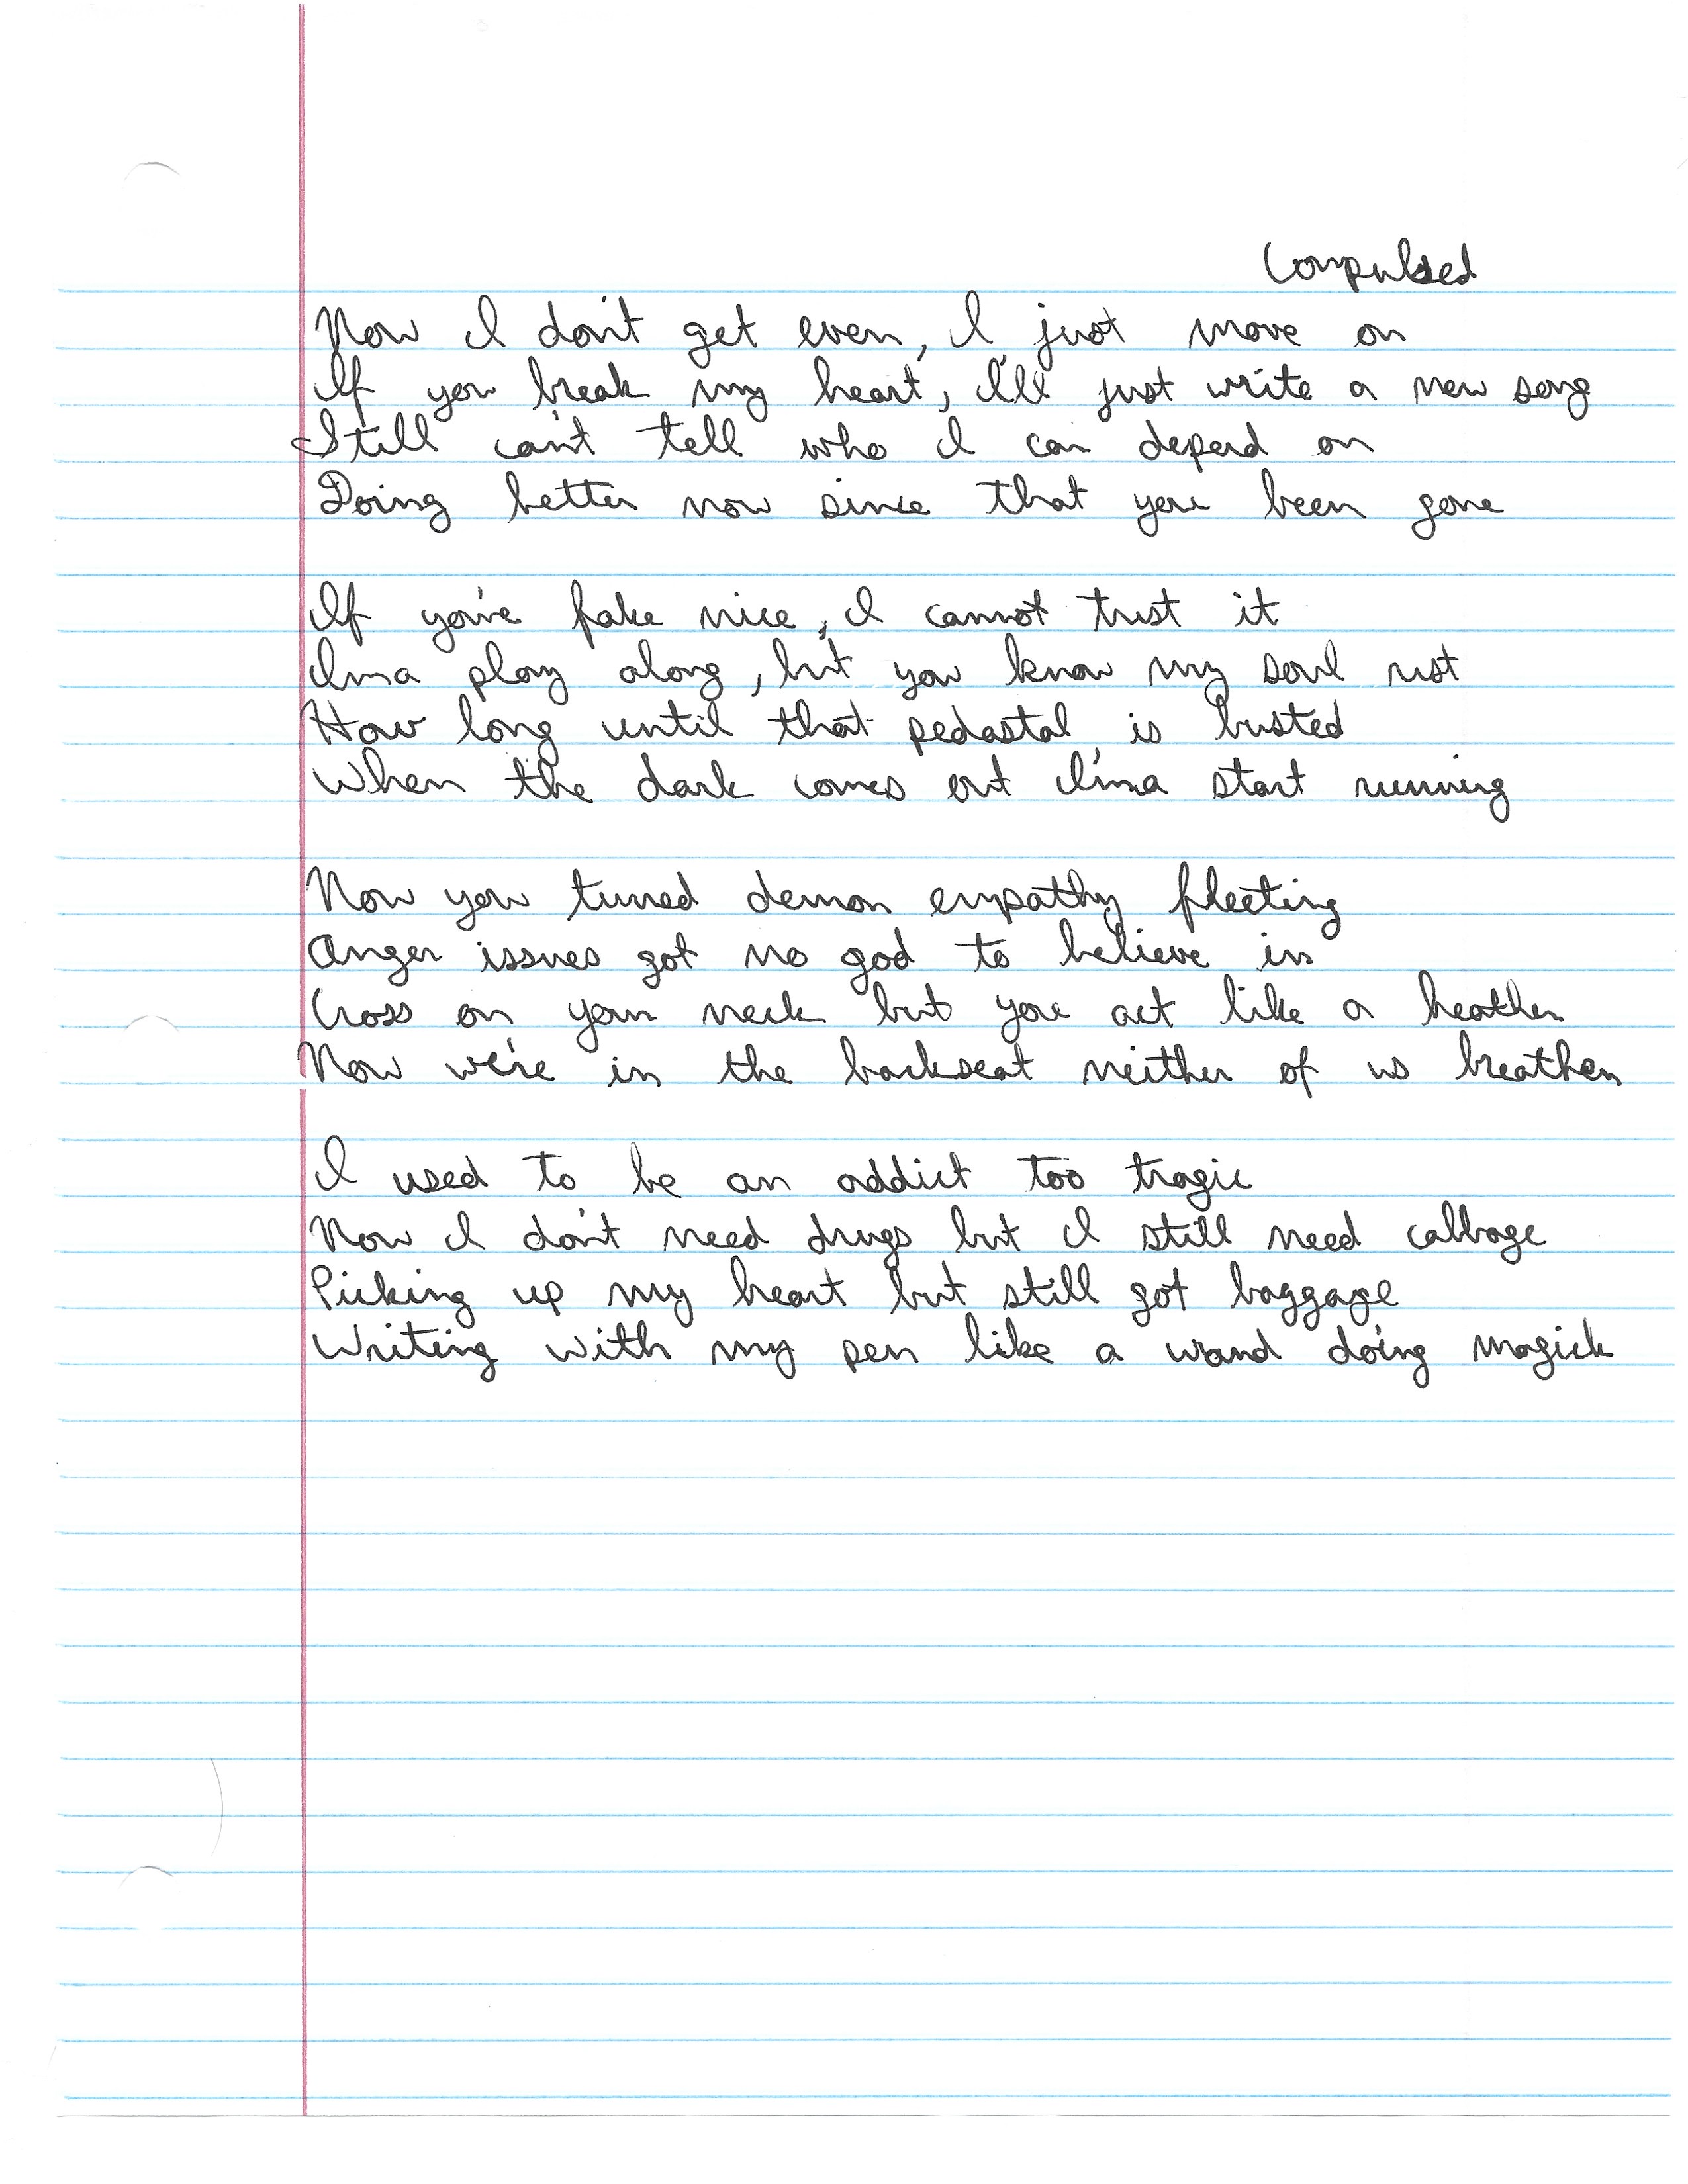 Compulsed
Now I don't get even, I just move on
If you break my heart, I'll just write a new song
Still can't tell who I can depend on
Doing better now since that you been gone
If you're fake nice, I cannot trust it
Ima play along, but you know my soul rust
How long until that pedastal is busted
When the dark comes out I'ma start running
Now you turned demon empathy fleeting
Anger issues got no god to believe in
Cross on your neck but you act like a heathen
Now we're in the backseat neither of us breathen
I used to be an addict too tragic
Now I don't need drugs but I still need cabbage
Picking up my heart but still got baggage
Writing with my pen like a wand doing magick